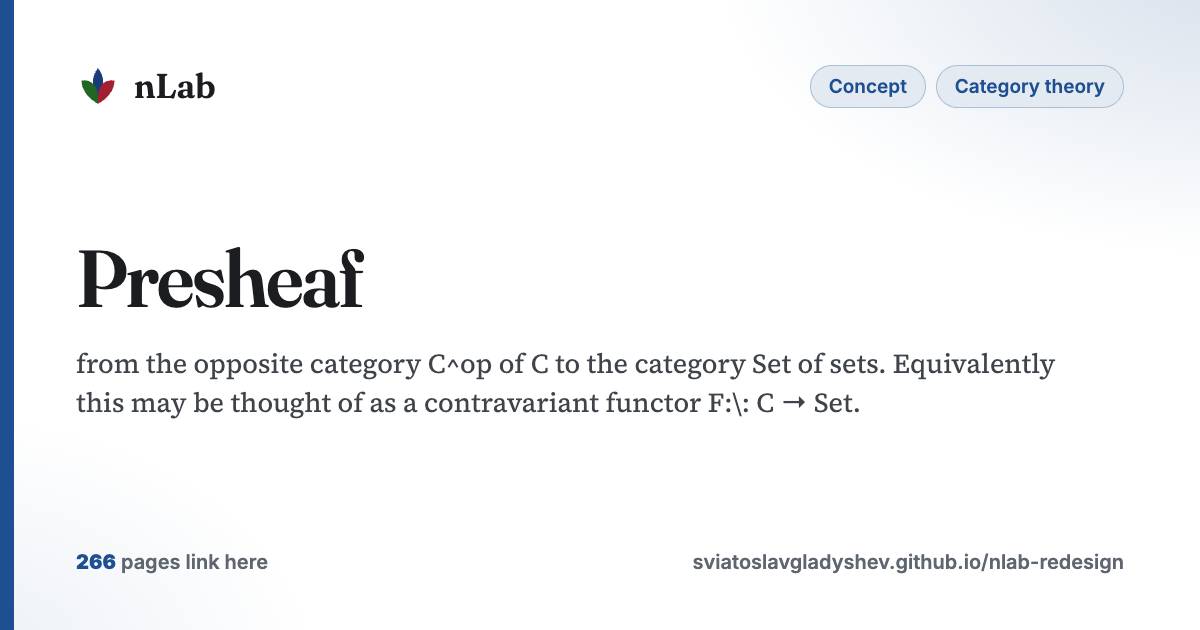 nLab
Concept
Category theory
Presheaf
from the opposite category C^op of C to the category Set of sets. Equivalently
this may be thought of as a contravariant functor F:\: C → Set.
266 pages link here
sviatoslavgladyshev.github.io/nlab-redesign